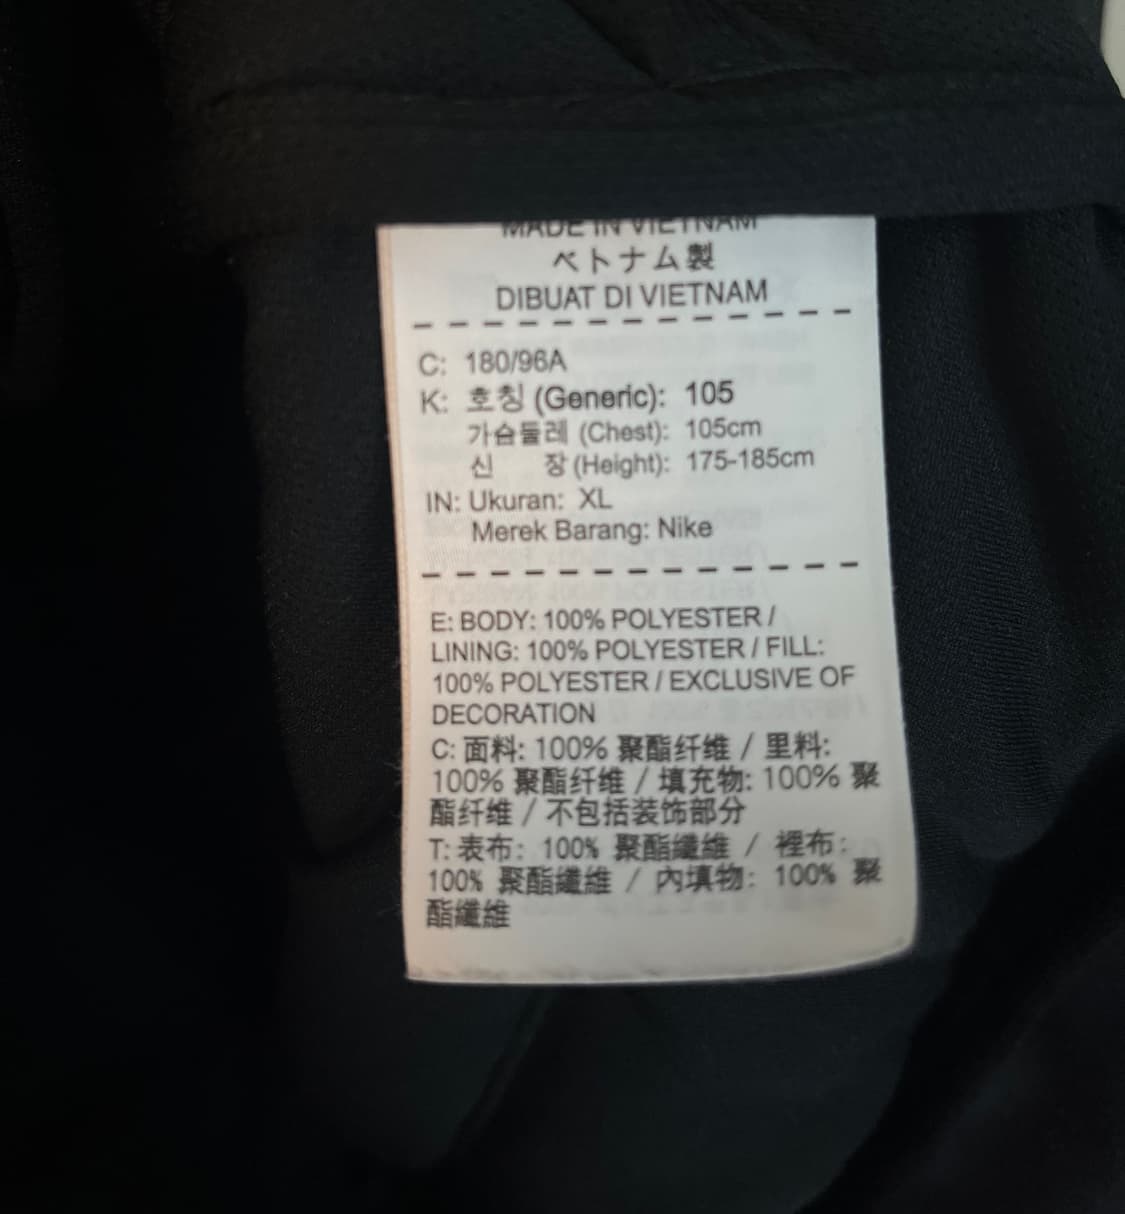 MADE IN VIETNAM
ベトナム製
DIBUAT DI VIETNAM
C: 180/96A
K: 호칭 (Generic): 105
가슴둘레 (Chest): 105cm
신 장 (Height): 175-185cm
IN: Ukuran: XL
Merek Barang: Nike
E: BODY: 100% POLYESTER /
LINING: 100% POLYESTER / FILL:
100% POLYESTER / EXCLUSIVE OF
DECORATION
C: 面料: 100% 聚酯纤维 / 里料:
100% 聚酯纤维 / 填充物: 100% 聚
酯纤维 / 不包括装饰部分
T: 表布: 100% 聚酯纖維 / 裡布:
100% 聚酯纖維 / 內填物: 100% 聚
酯纖維